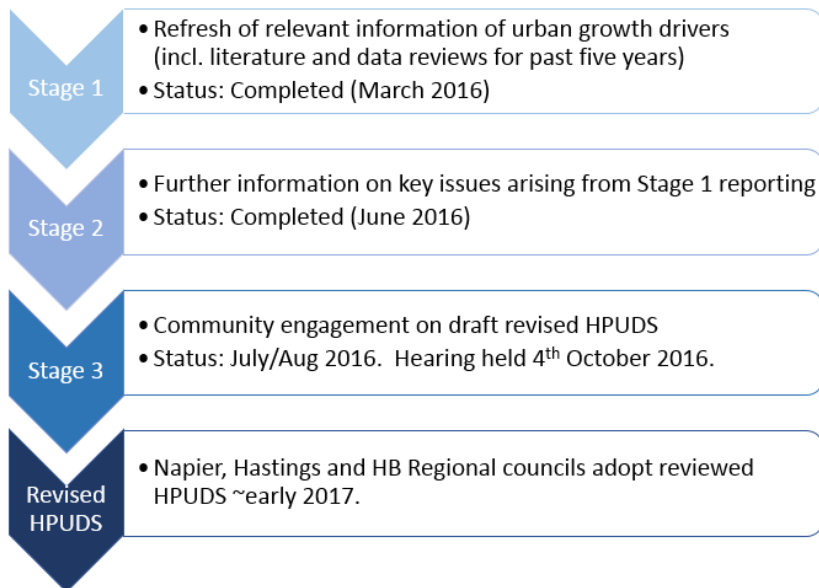 Stage 1
• Refresh of relevant information of urban growth drivers
(incl. literature and data reviews for past five years)
• Status: Completed (March 2016)
Stage 2
• Further information on key issues arising from Stage 1 reporting
• Status: Completed (June 2016)
Stage 3
• Community engagement on draft revised HPUDS
• Status: July/Aug 2016.  Hearing held 4th October 2016.
Revised
HPUDS
• Napier, Hastings and HB Regional councils adopt reviewed
HPUDS ~early 2017.